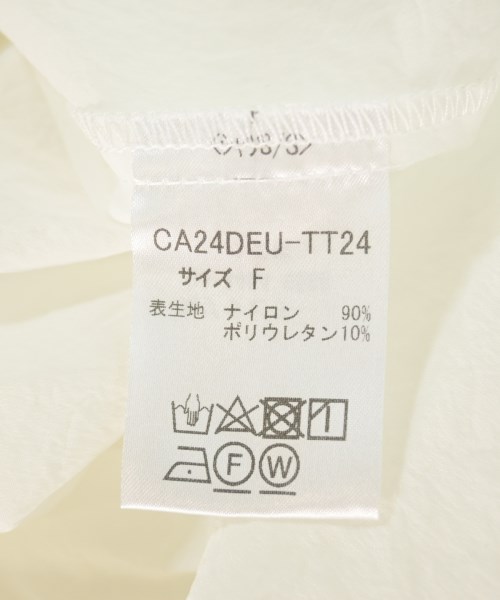 CA24DEU-TT24
サイズ F
表生地 ナイロン 90%
ポリウレタン10%
F W